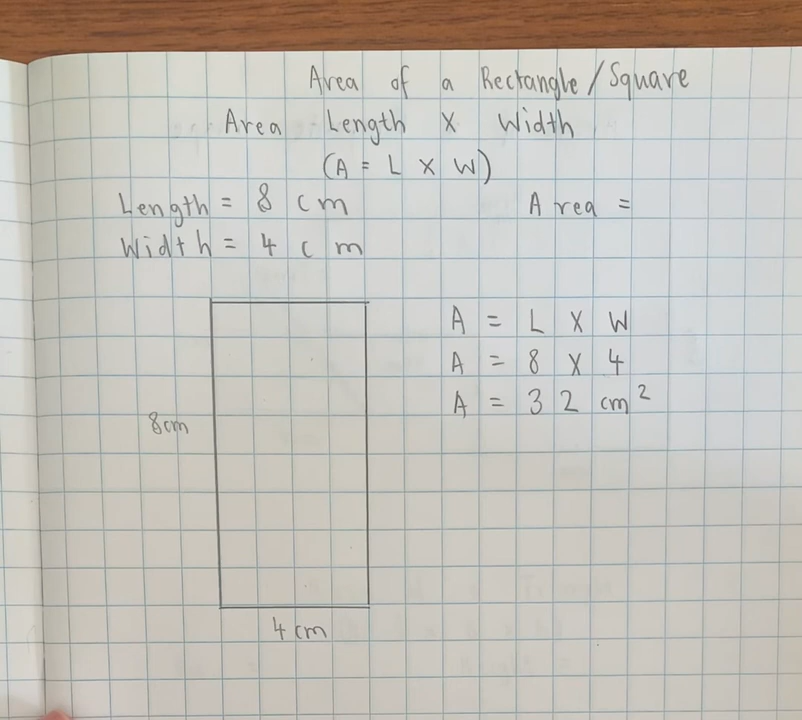 Area of a Rectangle/Square
Area Length X Width
(A = L X W)
Length = 8 cm
Area =
Width = 4 cm
A = L X W
A = 8 X 4
A = 32 cm²
8cm
4cm